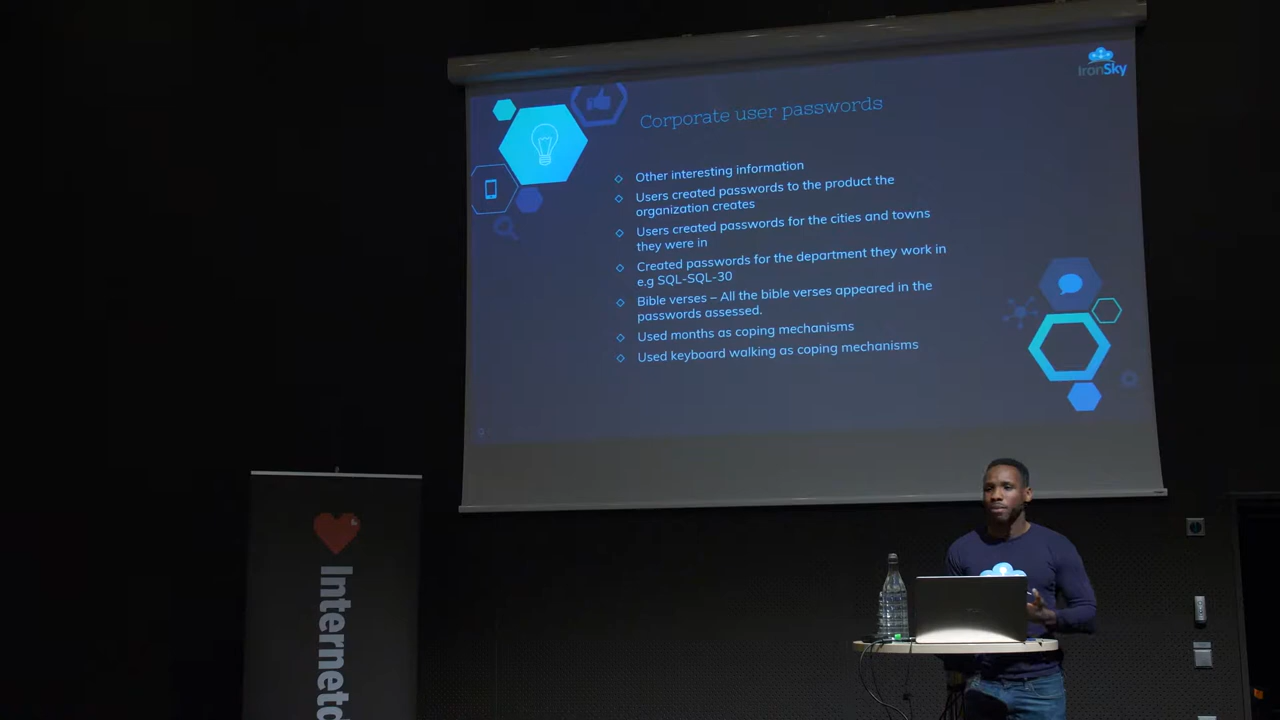 IronSky
Corporate user passwords
Other interesting information
Users created passwords to the product the
organization creates
Users created passwords for the cities and towns
they were in
Created passwords for the department they work in
e.g SQL-SQL-30
Bible verses – All the bible verses appeared in the
passwords assessed.
Used months as coping mechanisms
Used keyboard walking as coping mechanisms
Internetd